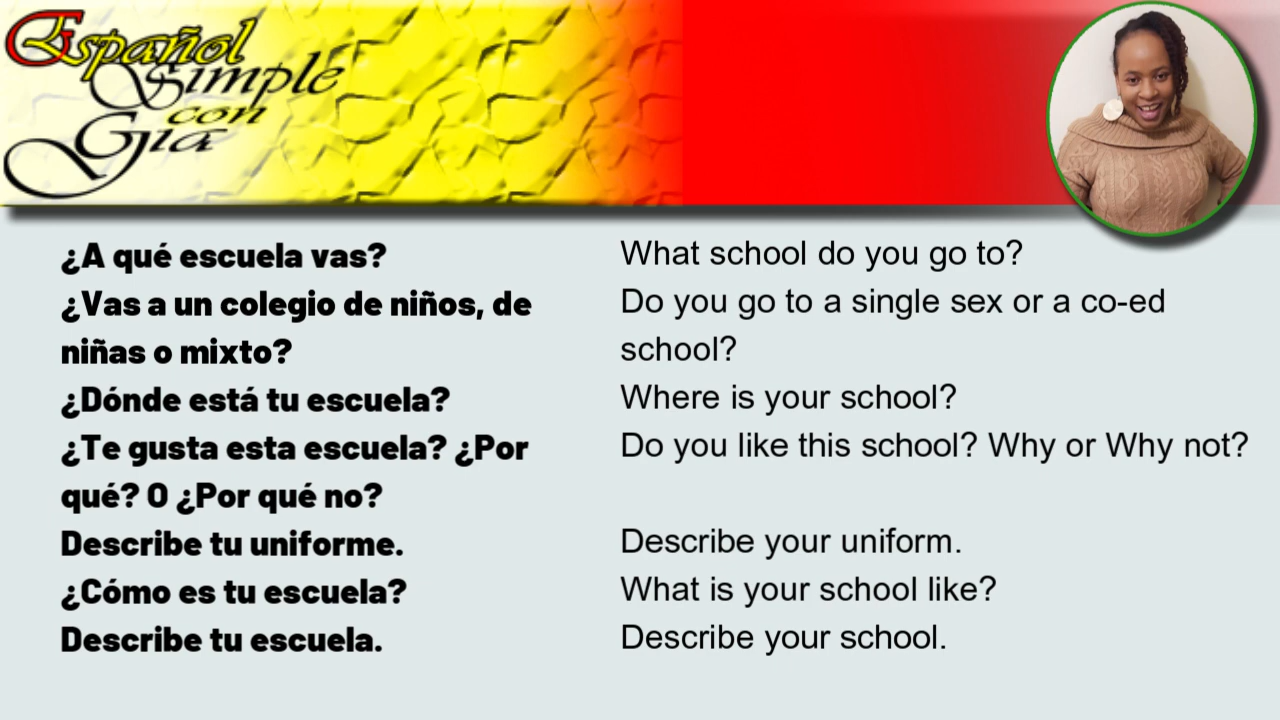 Español
Simple
con
Gia
¿A qué escuela vas?
What school do you go to?
¿Vas a un colegio de niños, de
niñas o mixto?
Do you go to a single sex or a co-ed
school?
¿Dónde está tu escuela?
Where is your school?
¿Te gusta esta escuela? ¿Por
qué? O ¿Por qué no?
Do you like this school? Why or Why not?
Describe tu uniforme.
Describe your uniform.
¿Cómo es tu escuela?
What is your school like?
Describe tu escuela.
Describe your school.